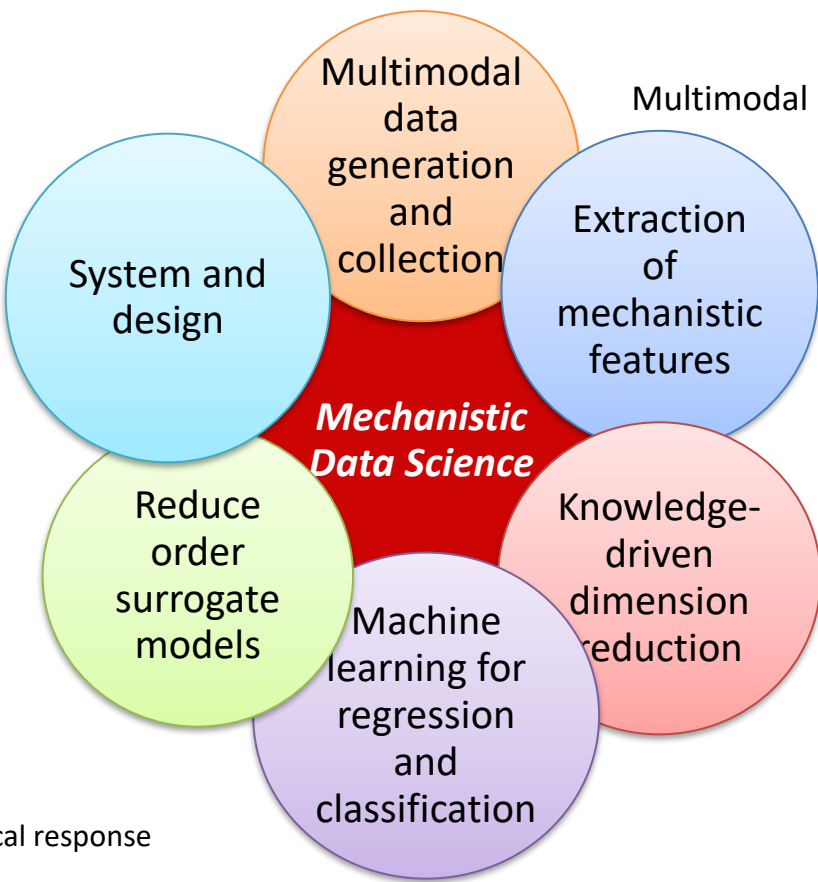 Multimodal
data
generation
and
collection
Multimodal
Extraction
of
mechanistic
features
System and
design
Mechanistic
Data Science
Knowledge-
driven
dimension
reduction
Reduce
order
surrogate
models
Machine
learning for
regression
and
classification
cal response